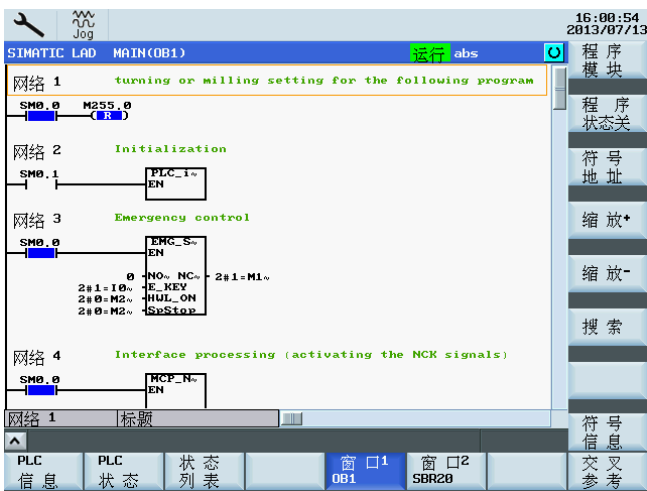 Jog
16:00:54
2013/07/13
SIMATIC LAD MAIN(OB1) 运行 abs
网络 1 turning or milling setting for the following program
SM0.0 M255.0
R
网络 2 Initialization
SM0.1 PLC_i~
EN
网络 3 Emergency control
SM0.0 EMG_S~
EN
0 NO~ NC~ 2#1=M1~
2#1=I0~ E_KEY
2#0=M2~ HWL_ON
2#0=M2~ SpStop
网络 4 Interface processing (activating the NCK signals)
SM0.0 MCP_N~
EN
网络 1 标题
程序
模块
程序
状态关
符号
地址
缩放+
缩放-
搜索
符号
信息
交叉
参考
PLC
信息
PLC
状态
状态
列表
窗口1
OB1
窗口2
SBR20